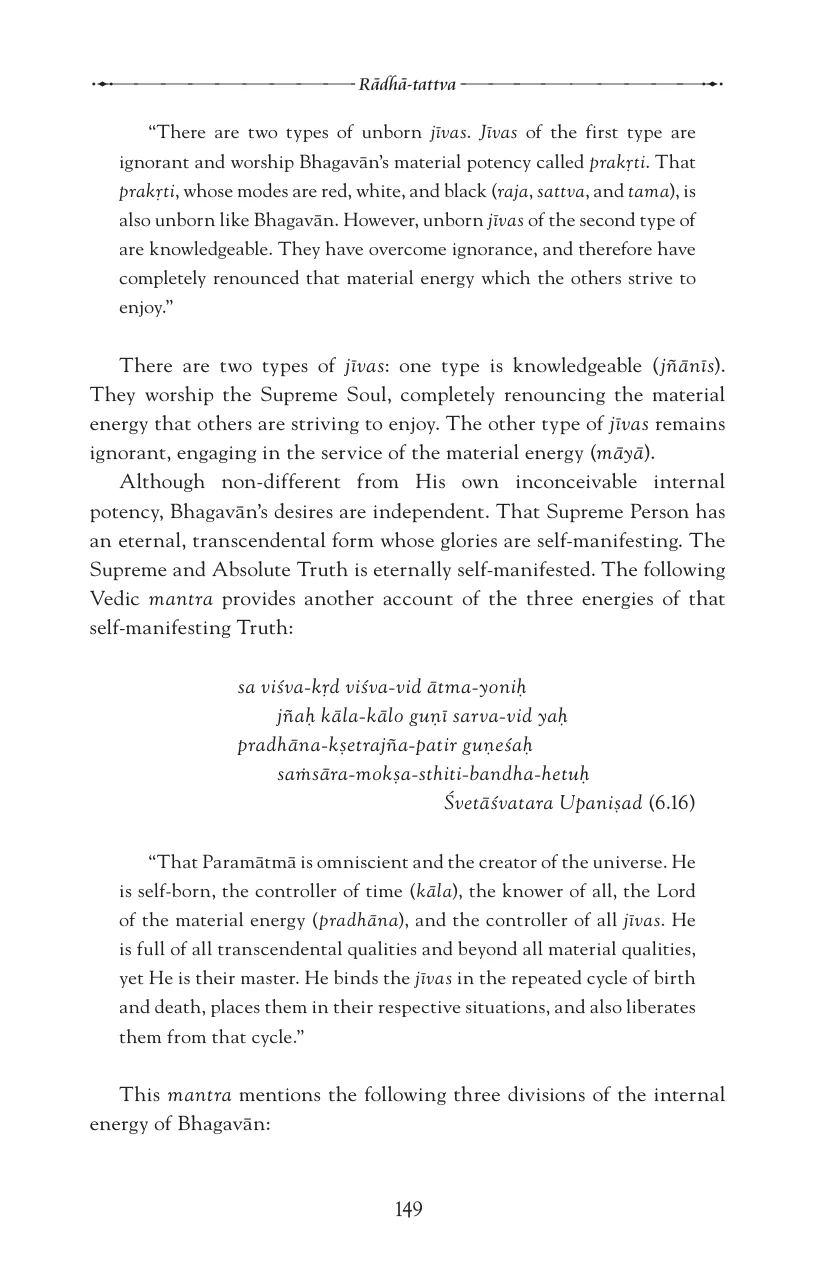 Rādhā-tattva
“There are two types of unborn jīvas. Jīvas of the first type are
ignorant and worship Bhagavān’s material potency called prakṛti. That
prakṛti, whose modes are red, white, and black (raja, sattva, and tama), is
also unborn like Bhagavān. However, unborn jīvas of the second type of
are knowledgeable. They have overcome ignorance, and therefore have
completely renounced that material energy which the others strive to
enjoy.”
There are two types of jīvas: one type is knowledgeable (jñānīs).
They worship the Supreme Soul, completely renouncing the material
energy that others are striving to enjoy. The other type of jīvas remains
ignorant, engaging in the service of the material energy (māyā).
Although non-different from His own inconceivable internal
potency, Bhagavān’s desires are independent. That Supreme Person has
an eternal, transcendental form whose glories are self-manifesting. The
Supreme and Absolute Truth is eternally self-manifested. The following
Vedic mantra provides another account of the three energies of that
self-manifesting Truth:
sa viśva-kṛd viśva-vid ātma-yoniḥ
jñaḥ kāla-kālo guṇī sarva-vid yaḥ
pradhāna-kṣetrajña-patir guṇeśaḥ
saṁsāra-mokṣa-sthiti-bandha-hetuḥ
Śvetāśvatara Upaniṣad (6.16)
“That Paramātmā is omniscient and the creator of the universe. He
is self-born, the controller of time (kāla), the knower of all, the Lord
of the material energy (pradhāna), and the controller of all jīvas. He
is full of all transcendental qualities and beyond all material qualities,
yet He is their master. He binds the jīvas in the repeated cycle of birth
and death, places them in their respective situations, and also liberates
them from that cycle.”
This mantra mentions the following three divisions of the internal
energy of Bhagavān:
149